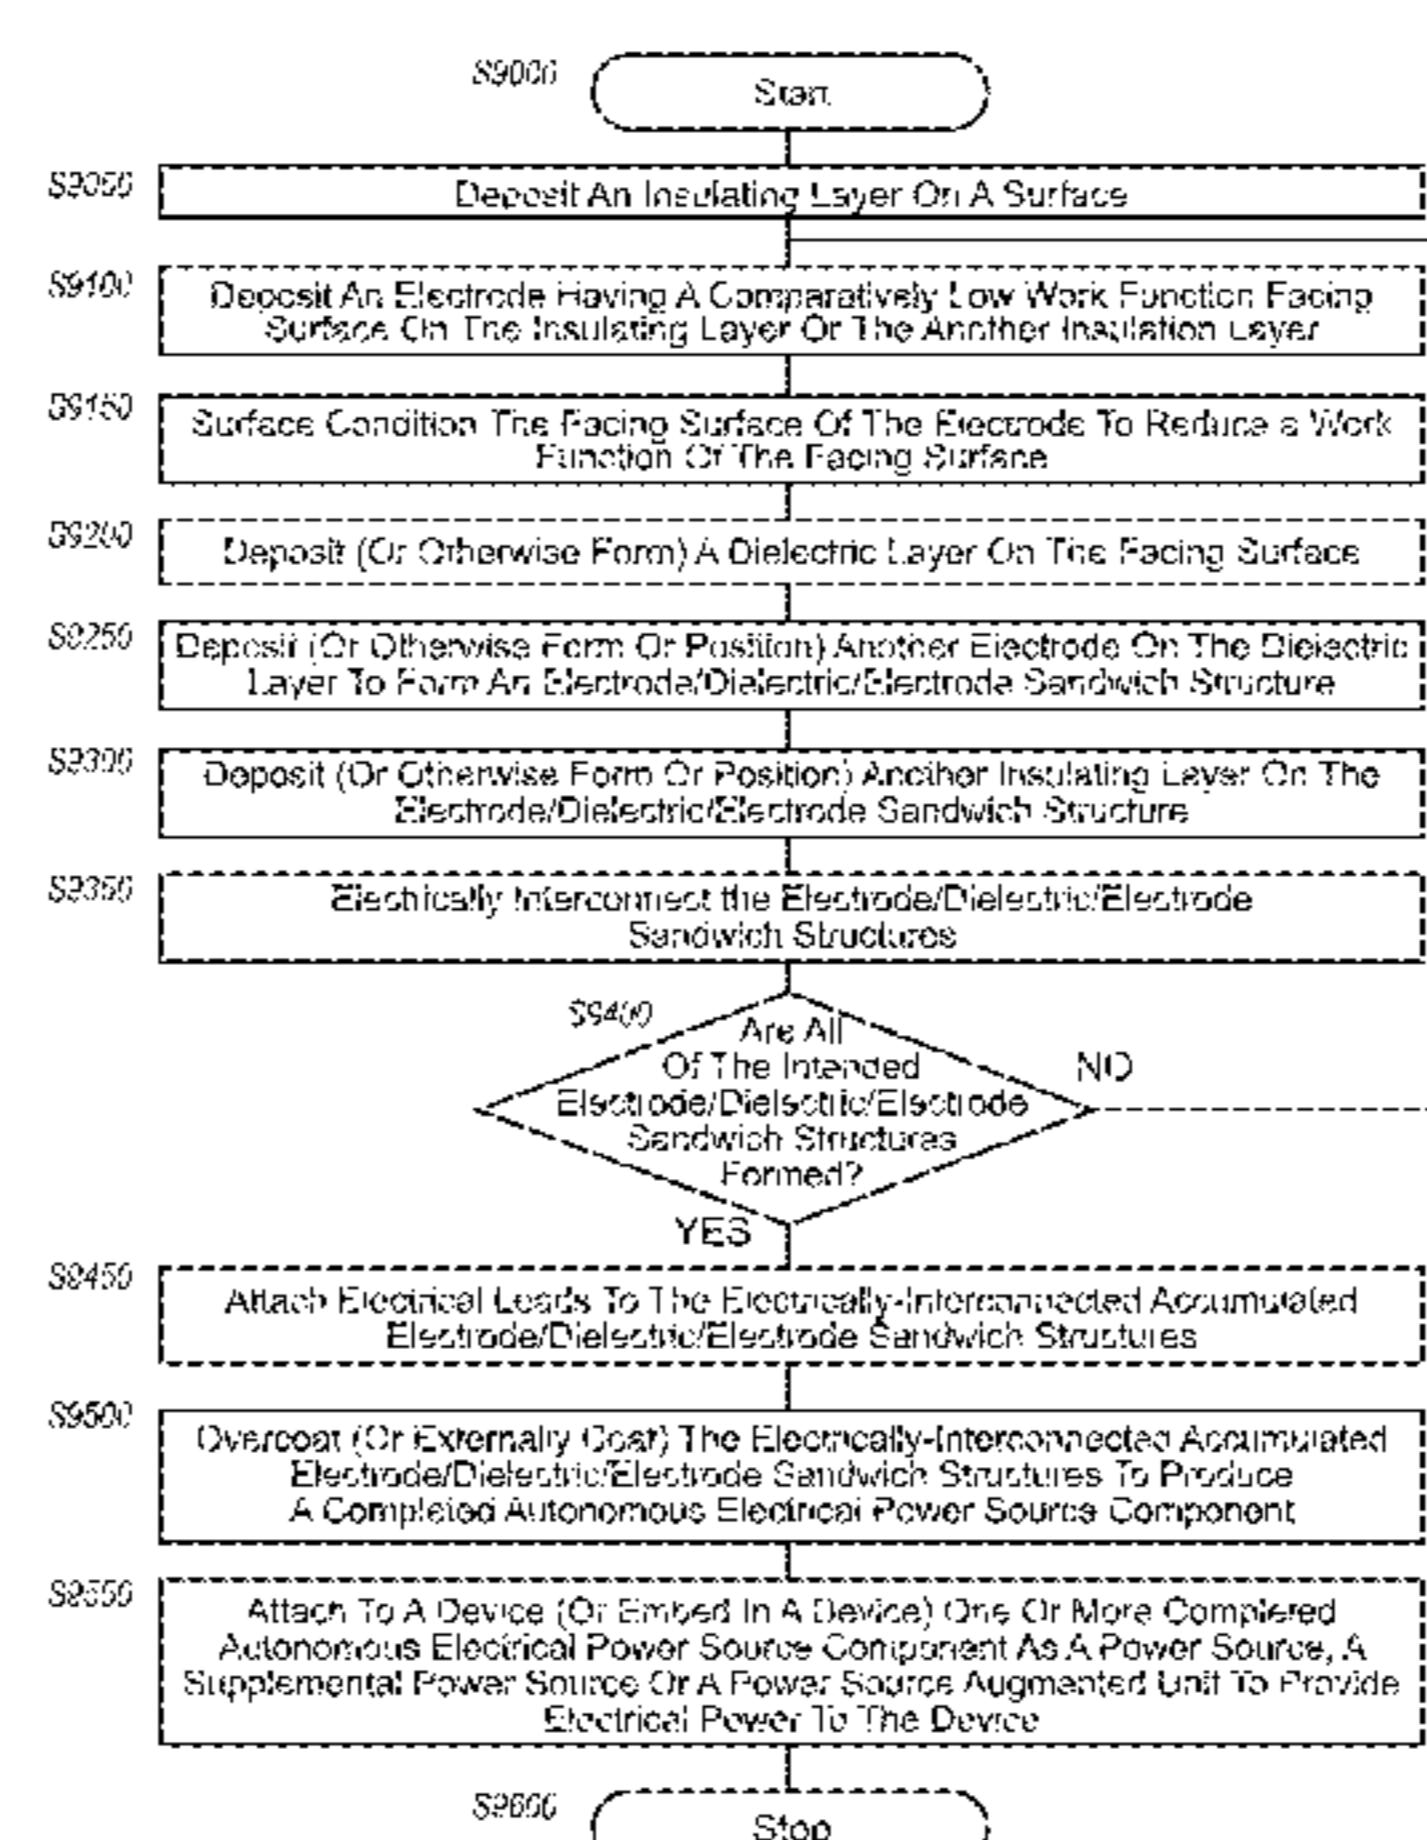 S9000
Start
S9050
Deposit An Insulating Layer On A Surface
S9100
Deposit An Electrode Having A Comparatively Low Work Function Facing
Surface On The Insulating Layer Or The Another Insulation Layer
S9150
Surface Condition The Facing Surface Of The Electrode To Reduce a Work
Function Of The Facing Surface
S9200
Deposit (Or Otherwise Form) A Dielectric Layer On The Facing Surface
S9250
Deposit (Or Otherwise Form Or Position) Another Electrode On The Dielectric
Layer To Form An Electrode/Dielectric/Electrode Sandwich Structure
S9300
Deposit (Or Otherwise Form Or Position) Another Insulating Layer On The
Electrode/Dielectric/Electrode Sandwich Structure
S9350
Electrically Interconnect the Electrode/Dielectric/Electrode
Sandwich Structures
S9400
Are All
Of The Intended
Electrode/Dielectric/Electrode
Sandwich Structures
Formed?
NO
YES
S9450
Attach Electrical Leads To The Electrically-Interconnected Accumulated
Electrode/Dielectric/Electrode Sandwich Structures
S9500
Overcoat (Or Externally Coat) The Electrically-Interconnected Accumulated
Electrode/Dielectric/Electrode Sandwich Structures To Produce
A Completed Autonomous Electrical Power Source Component
S9550
Attach To A Device (Or Embed In A Device) One Or More Completed
Autonomous Electrical Power Source Component As A Power Source, A
Supplemental Power Source Or A Power Source Augmented Unit To Provide
Electrical Power To The Device
S9600
Stop